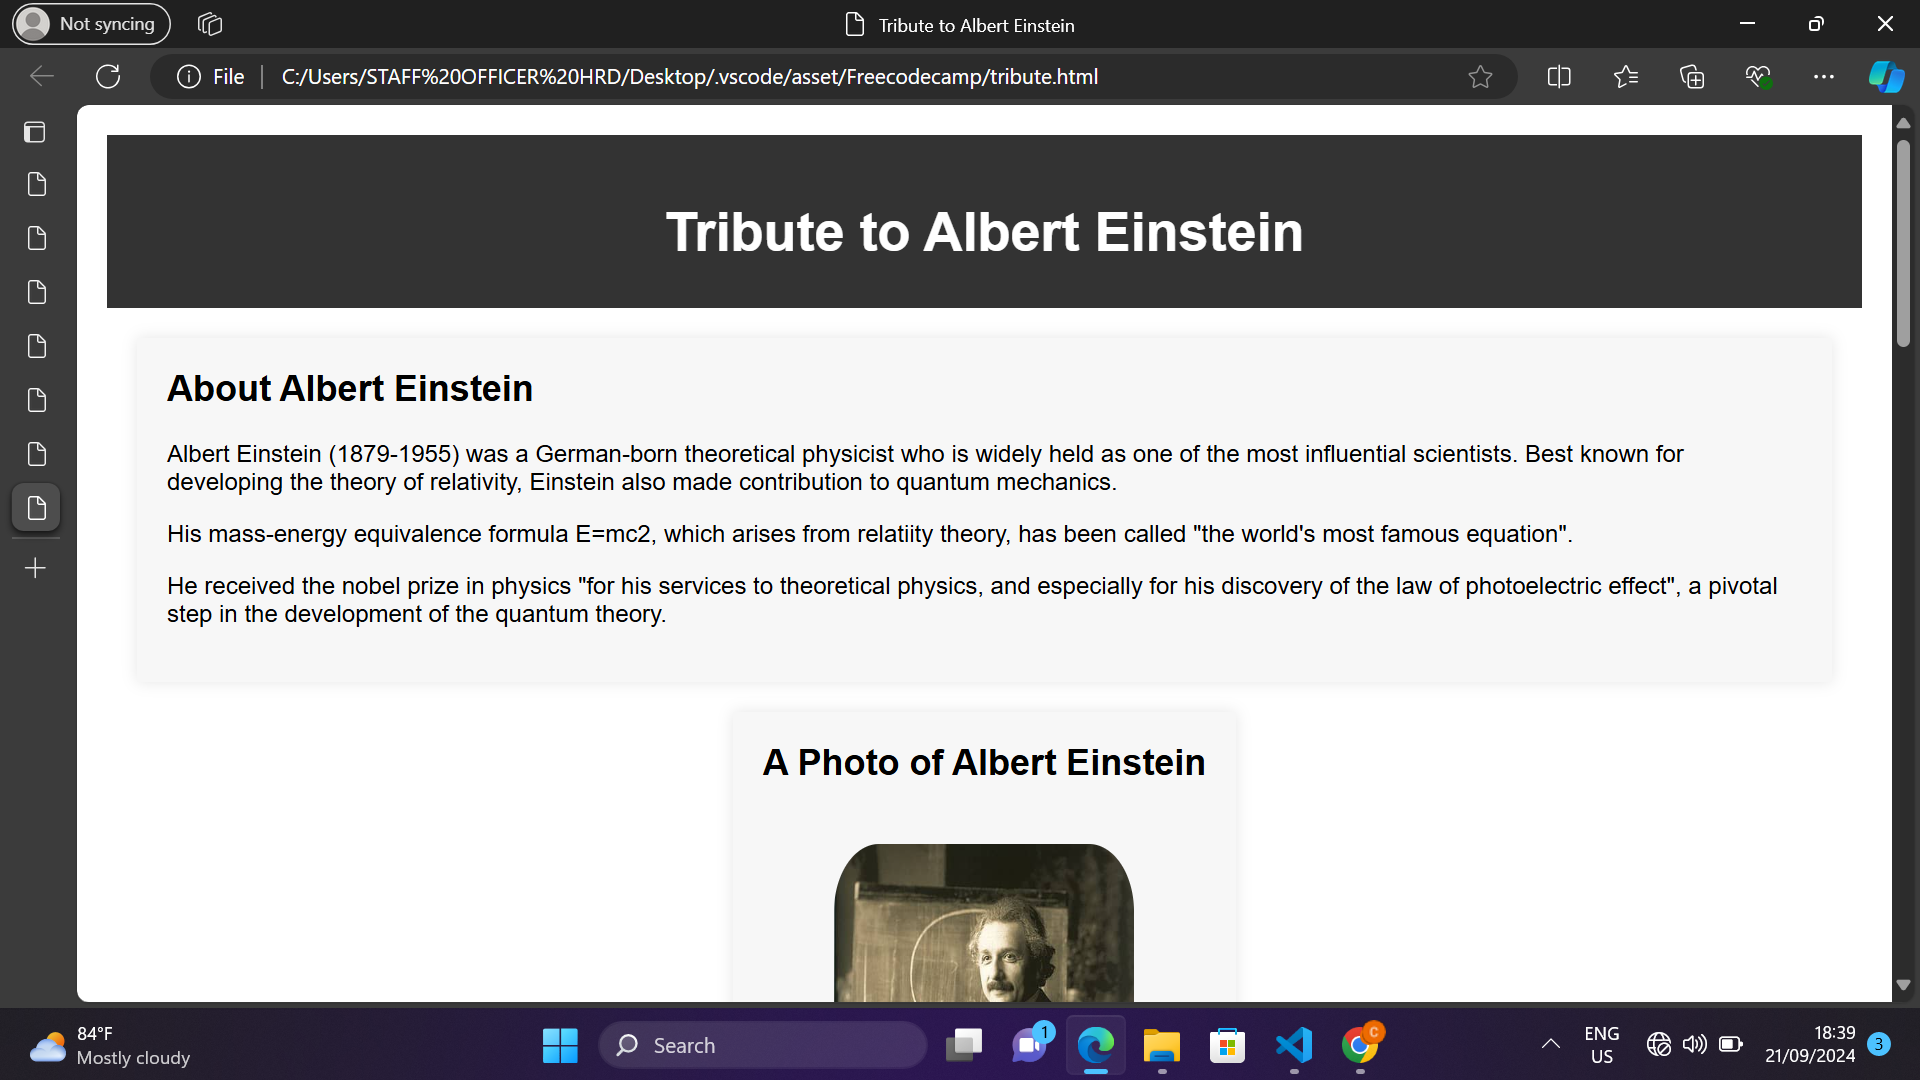 Not syncing
Tribute to Albert Einstein
File
C:/Users/STAFF%20OFFICER%20HRD/Desktop/.vscode/asset/Freecodecamp/tribute.html
Tribute to Albert Einstein
About Albert Einstein
Albert Einstein (1879-1955) was a German-born theoretical physicist who is widely held as one of the most influential scientists. Best known for
developing the theory of relativity, Einstein also made contribution to quantum mechanics.
His mass-energy equivalence formula E=mc2, which arises from relatiity theory, has been called "the world's most famous equation".
He received the nobel prize in physics "for his services to theoretical physics, and especially for his discovery of the law of photoelectric effect", a pivotal
step in the development of the quantum theory.
A Photo of Albert Einstein
84°F
Mostly cloudy
Search
1
C
ENG
US
18:39
21/09/2024
3